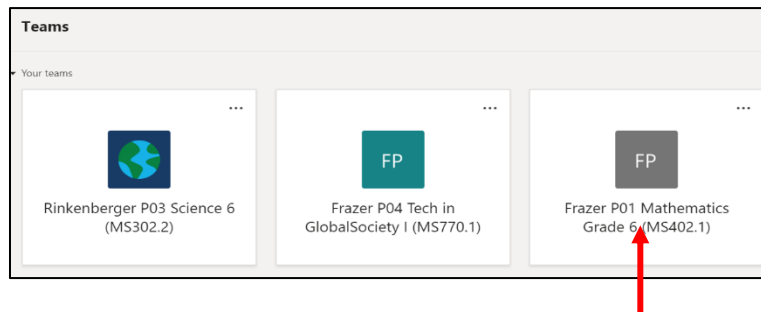 Teams
Your teams
...
...
...
FP
FP
Rinkenberger P03 Science 6
(MS302.2)
Frazer P04 Tech in
GlobalSociety I (MS770.1)
Frazer P01 Mathematics
Grade 6 (MS402.1)